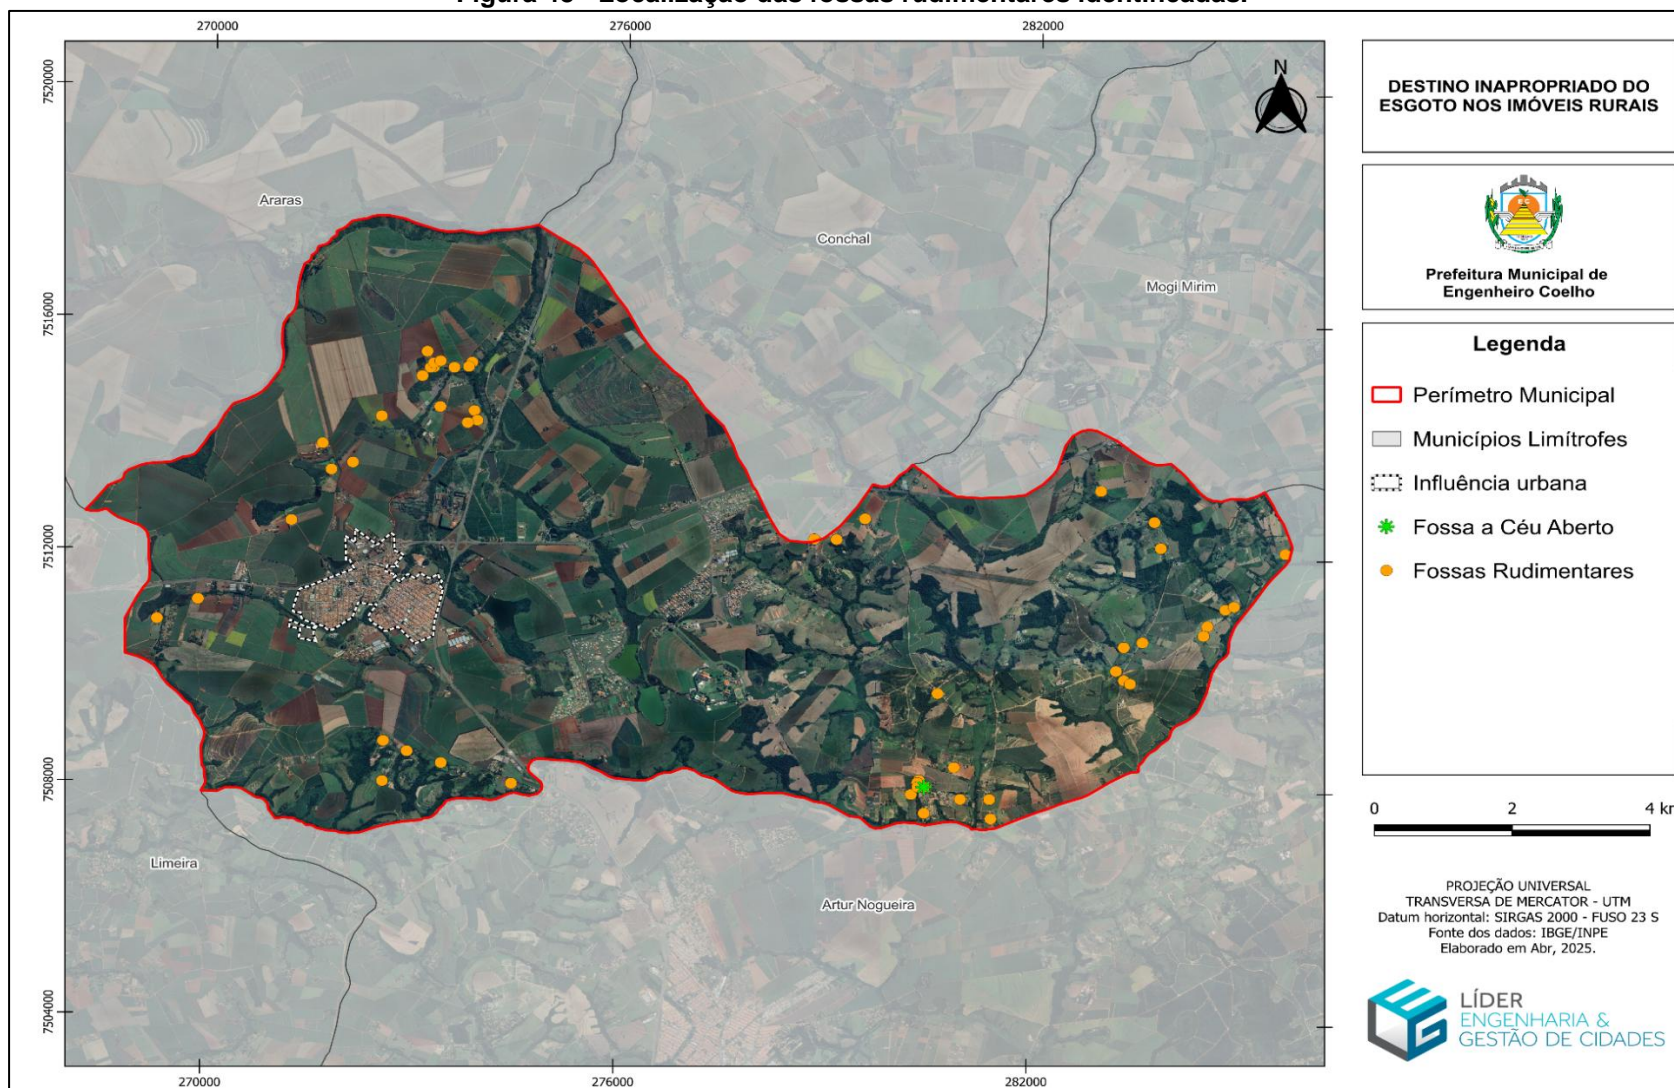 270000
276000
282000
7520000
7516000
7512000
7508000
7504000
N
Araras
Conchal
Mogi Mirim
Limeira
Artur Nogueira
270000
276000
282000
DESTINO INAPROPRIADO DO
ESGOTO NOS IMÓVEIS RURAIS
Prefeitura Municipal de
Engenheiro Coelho
Legenda
Perímetro Municipal
Municípios Limítrofes
Influência urbana
Fossa a Céu Aberto
Fossas Rudimentares
0 2 4 km
PROJEÇÃO UNIVERSAL
TRANSVERSA DE MERCATOR - UTM
Datum horizontal: SIRGAS 2000 - FUSO 23 S
Fonte dos dados: IBGE/INPE
Elaborado em Abr, 2025.
LÍDER
ENGENHARIA &
GESTÃO DE CIDADES